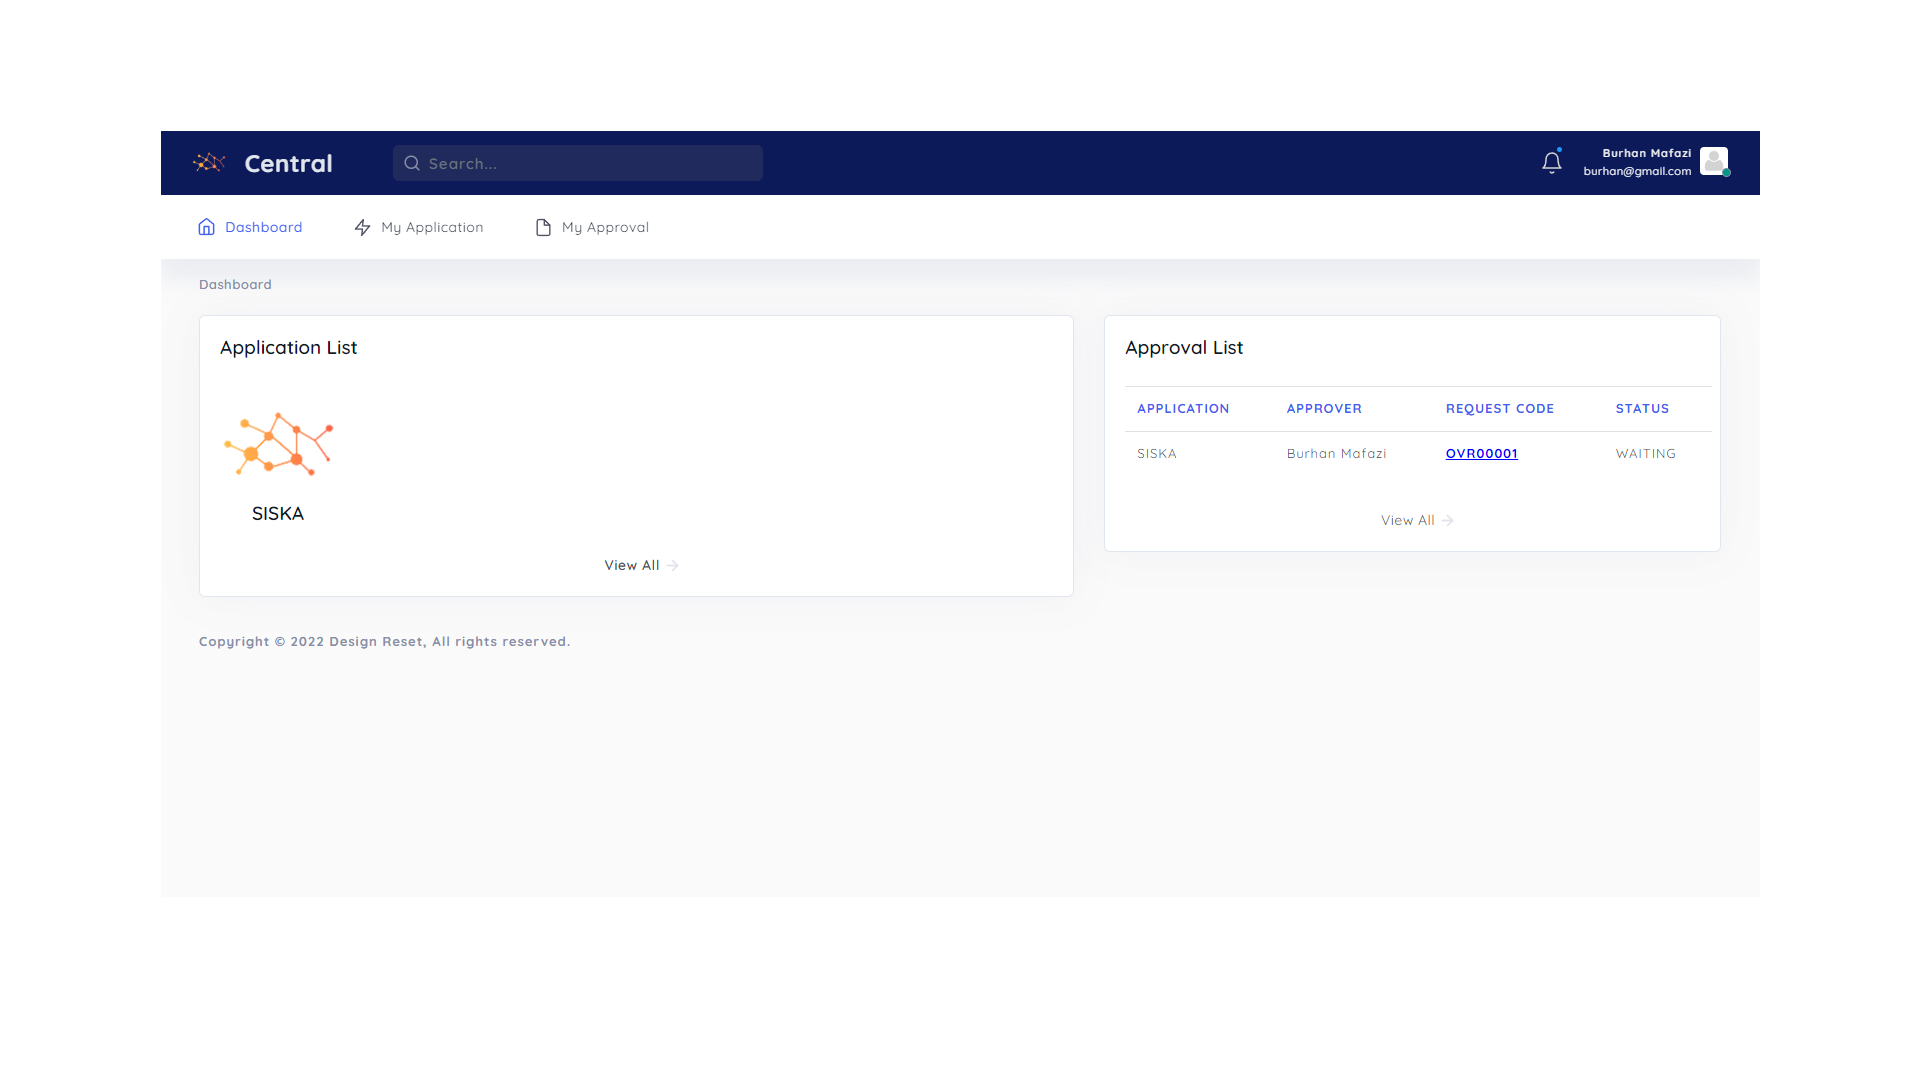 Central
Search...
Burhan Mafazi
burhan@gmail.com
Dashboard
My Application
My Approval
Dashboard
Application List
SISKA
View All
Approval List
APPLICATION APPROVER REQUEST CODE STATUS
SISKA Burhan Mafazi OVR00001 WAITING
View All
Copyright © 2022 Design Reset, All rights reserved.